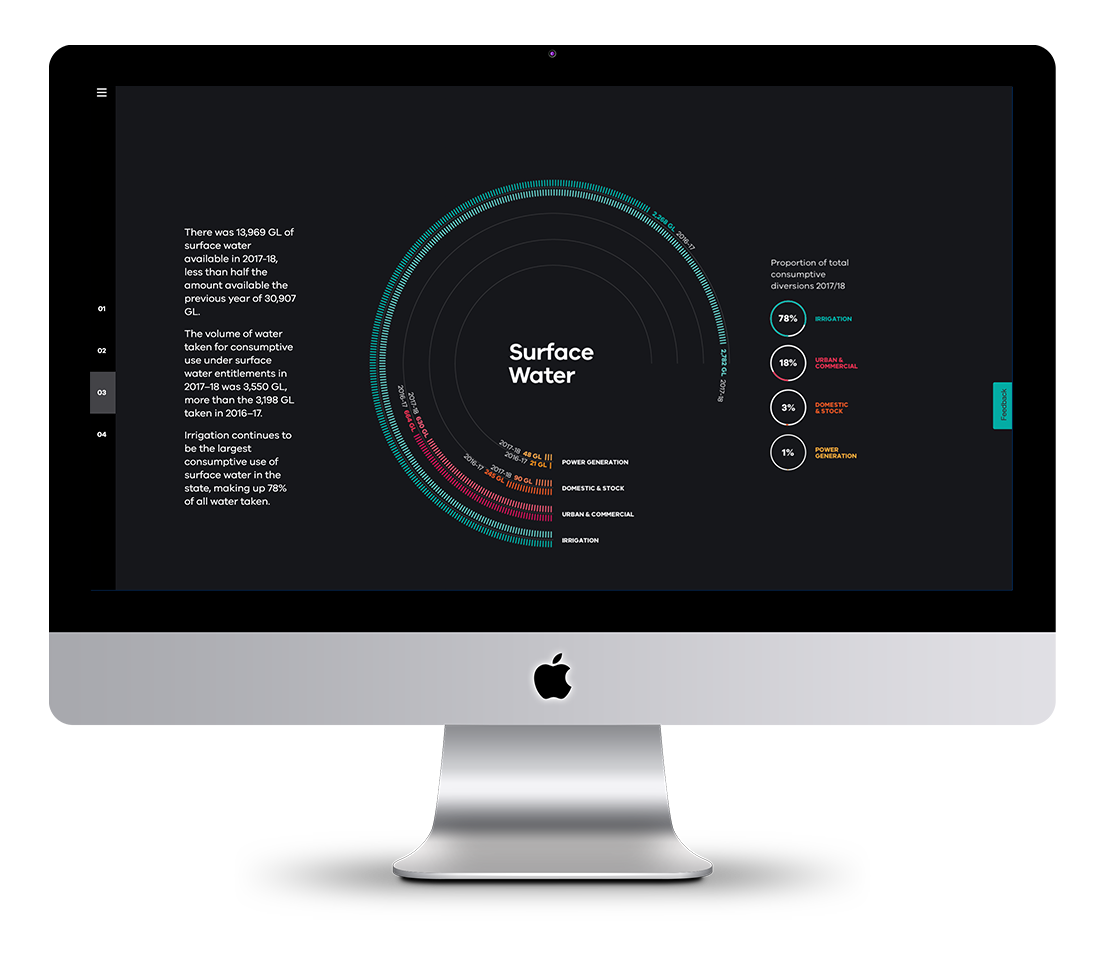 There was 13,969 GL of
surface water
available in 2017-18,
less than half the
amount available the
previous year of 30,907
GL.
The volume of water
taken for consumptive
use under surface
water entitlements in
2017–18 was 3,550 GL,
more than the 3,198 GL
taken in 2016–17.
Irrigation continues to
be the largest
consumptive use of
surface water in the
state, making up 78%
of all water taken.
01
02
03
04
Surface
Water
2,268 GL 2016-17
2,782 GL 2017-18
2017-18 630 GL
2016-17 664 GL
2017-18 48 GL
2016-17 21 GL
2017-18 90 GL
2016-17 245 GL
POWER GENERATION
DOMESTIC & STOCK
URBAN & COMMERCIAL
IRRIGATION
Proportion of total
consumptive
diversions 2017/18
78% IRRIGATION
18% URBAN &
COMMERCIAL
3% DOMESTIC
& STOCK
1% POWER
GENERATION
Feedback